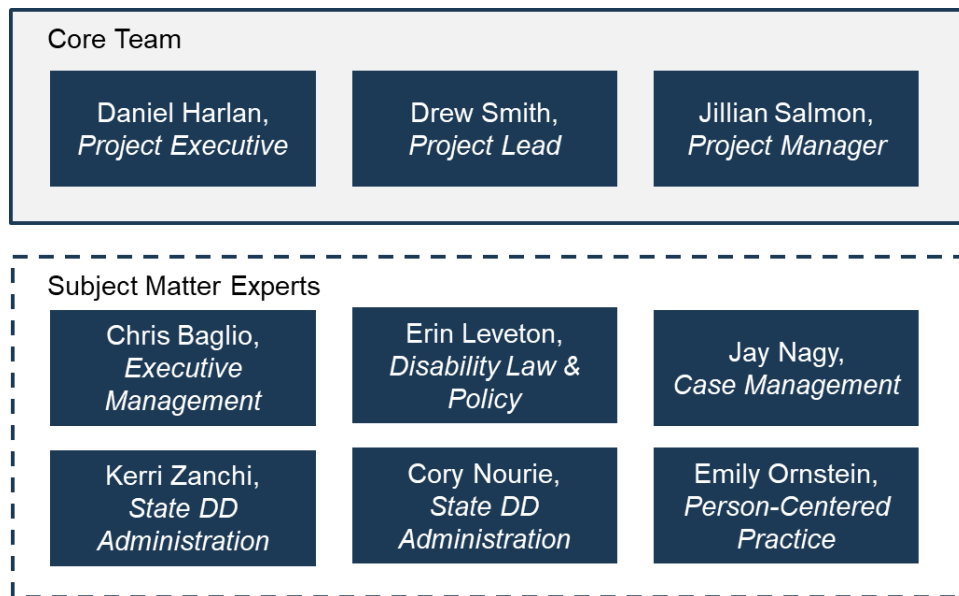 Core Team
Daniel Harlan,
Project Executive
Drew Smith,
Project Lead
Jillian Salmon,
Project Manager
Subject Matter Experts
Chris Baglio,
Executive
Management
Erin Leveton,
Disability Law &
Policy
Jay Nagy,
Case Management
Kerri Zanchi,
State DD
Administration
Cory Nourie,
State DD
Administration
Emily Ornstein,
Person-Centered
Practice